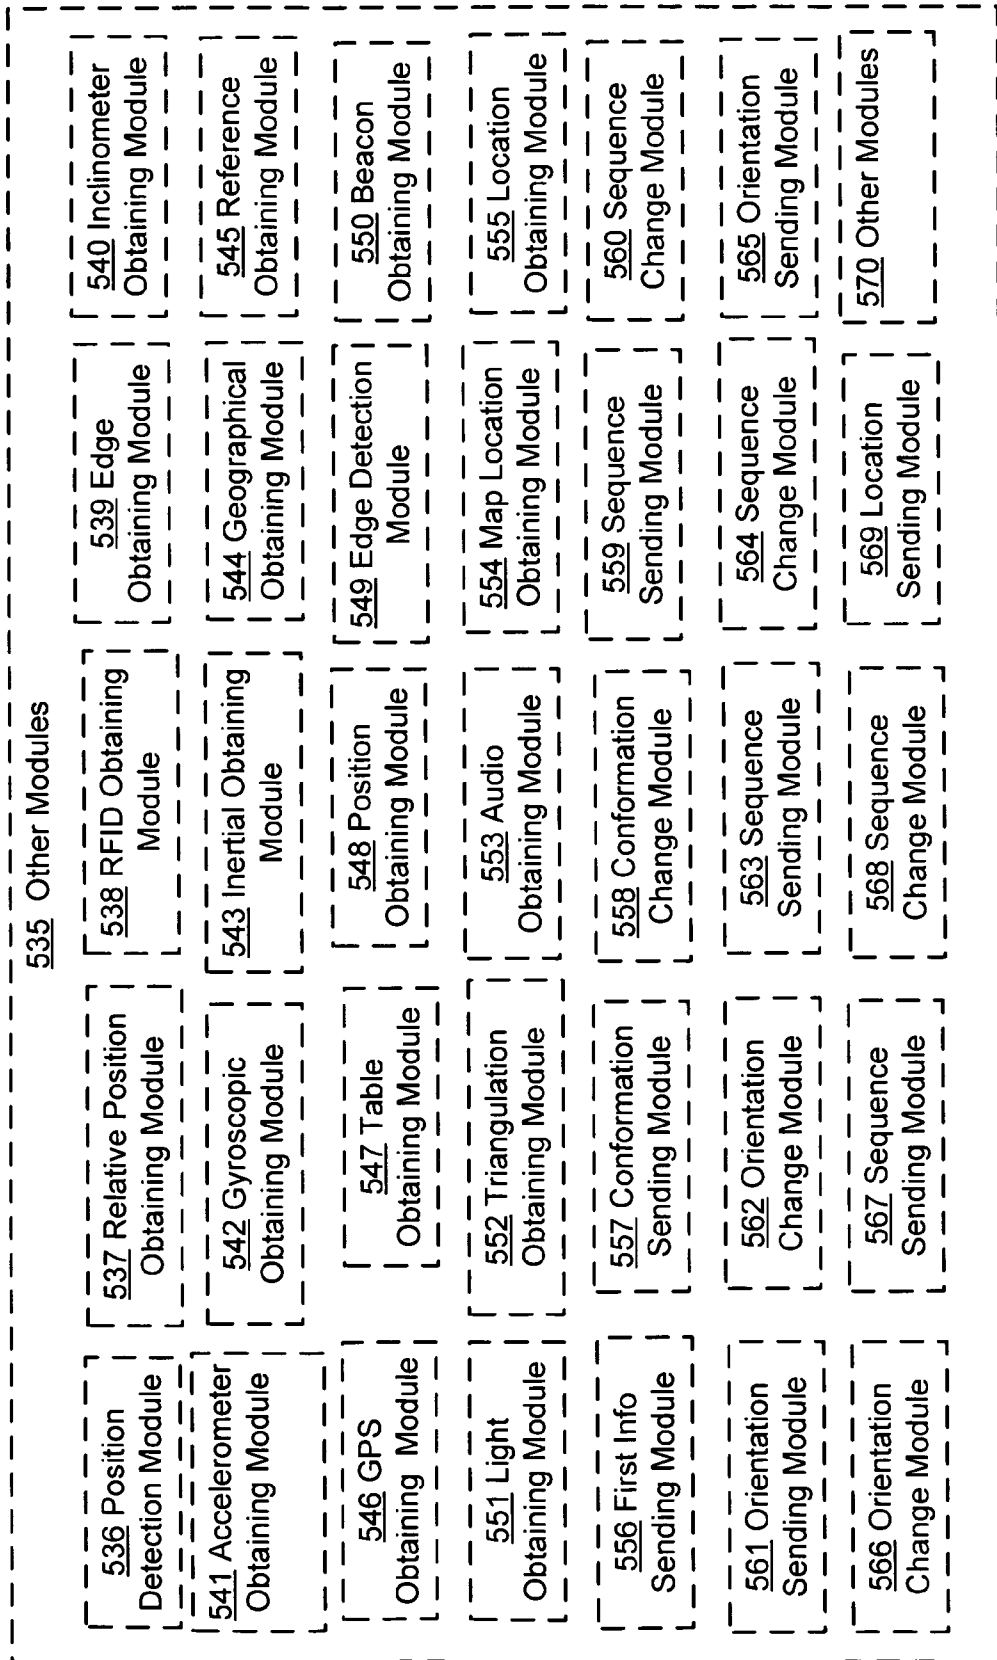 535 Other Modules
536 Position
Detection Module
537 Relative Position
Obtaining Module
538 RFID Obtaining
Module
539 Edge
Obtaining Module
540 Inclinometer
Obtaining Module
541 Accelerometer
Obtaining Module
542 Gyroscopic
Obtaining Module
543 Inertial Obtaining
Module
544 Geographical
Obtaining Module
545 Reference
Obtaining Module
546 GPS
Obtaining Module
547 Table
Obtaining Module
548 Position
Obtaining Module
549 Edge Detection
Module
550 Beacon
Obtaining Module
551 Light
Obtaining Module
552 Triangulation
Obtaining Module
553 Audio
Obtaining Module
554 Map Location
Obtaining Module
555 Location
Obtaining Module
556 First Info
Sending Module
557 Conformation
Sending Module
558 Conformation
Change Module
559 Sequence
Sending Module
560 Sequence
Change Module
561 Orientation
Sending Module
562 Orientation
Change Module
563 Sequence
Sending Module
564 Sequence
Change Module
565 Orientation
Sending Module
566 Orientation
Change Module
567 Sequence
Sending Module
568 Sequence
Change Module
569 Location
Sending Module
570 Other Modules